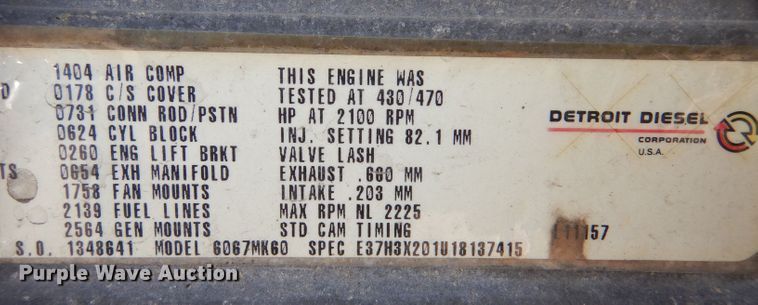 1404 AIR COMP THIS ENGINE WAS
0178 C/S COVER TESTED AT 430/470
0731 CONN ROD/PSTN HP AT 2100 RPM
0624 CYL BLOCK INJ. SETTING 82.1 MM
0260 ENG LIFT BRKT VALVE LASH
TS 0654 EXH MANIFOLD EXHAUST .660 MM
1758 FAN MOUNTS INTAKE .203 MM
2139 FUEL LINES MAX RPM NL 2225
2564 GEN MOUNTS STD CAM TIMING
S.O. 1348641 MODEL 6067MK60 SPEC E37H3X201U18137415
DETROIT DIESEL
CORPORATION
U.S.A.
Purple Wave Auction